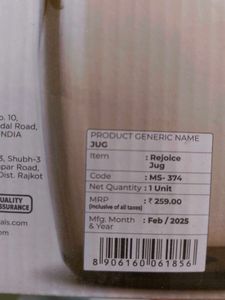 o. 10,
dal Road,
INDIA
3, Shubh-3
par Road,
Dist. Rajkot
QUALITY
ASSURANCE
ais.com
om
PRODUCT GENERIC NAME
JUG
Item : Rejoice Jug
Code : MS- 374
Net Quantity : 1 Unit
MRP : ₹ 259.00
(Inclusive of all taxes)
Mfg. Month : Feb / 2025
& Year
8 906160 061856